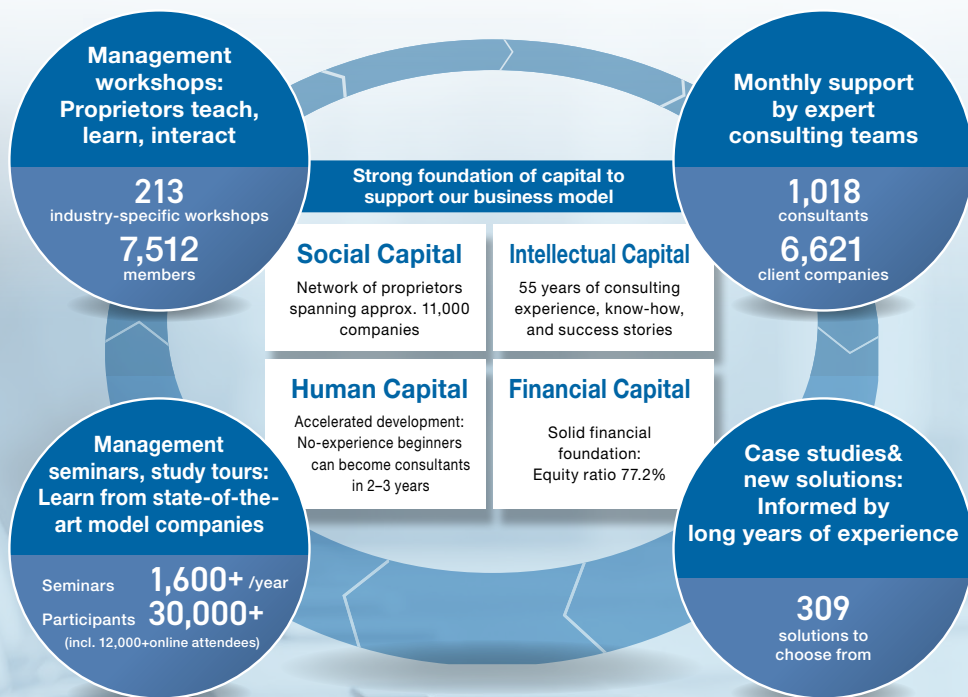 Management
workshops:
Proprietors teach,
learn, interact
213
industry-specific workshops
7,512
members
Monthly support
by expert
consulting teams
1,018
consultants
6,621
client companies
Strong foundation of capital to
support our business model
Social Capital
Network of proprietors
spanning approx. 11,000
companies
Intellectual Capital
55 years of consulting
experience, know-how,
and success stories
Human Capital
Accelerated development:
No-experience beginners
can become consultants
in 2–3 years
Financial Capital
Solid financial
foundation:
Equity ratio 77.2%
Management
seminars, study tours:
Learn from state-of-the-
art model companies
Seminars 1,600+ /year
Participants 30,000+
(incl. 12,000+online attendees)
Case studies&
new solutions:
Informed by
long years of experience
309
solutions to
choose from